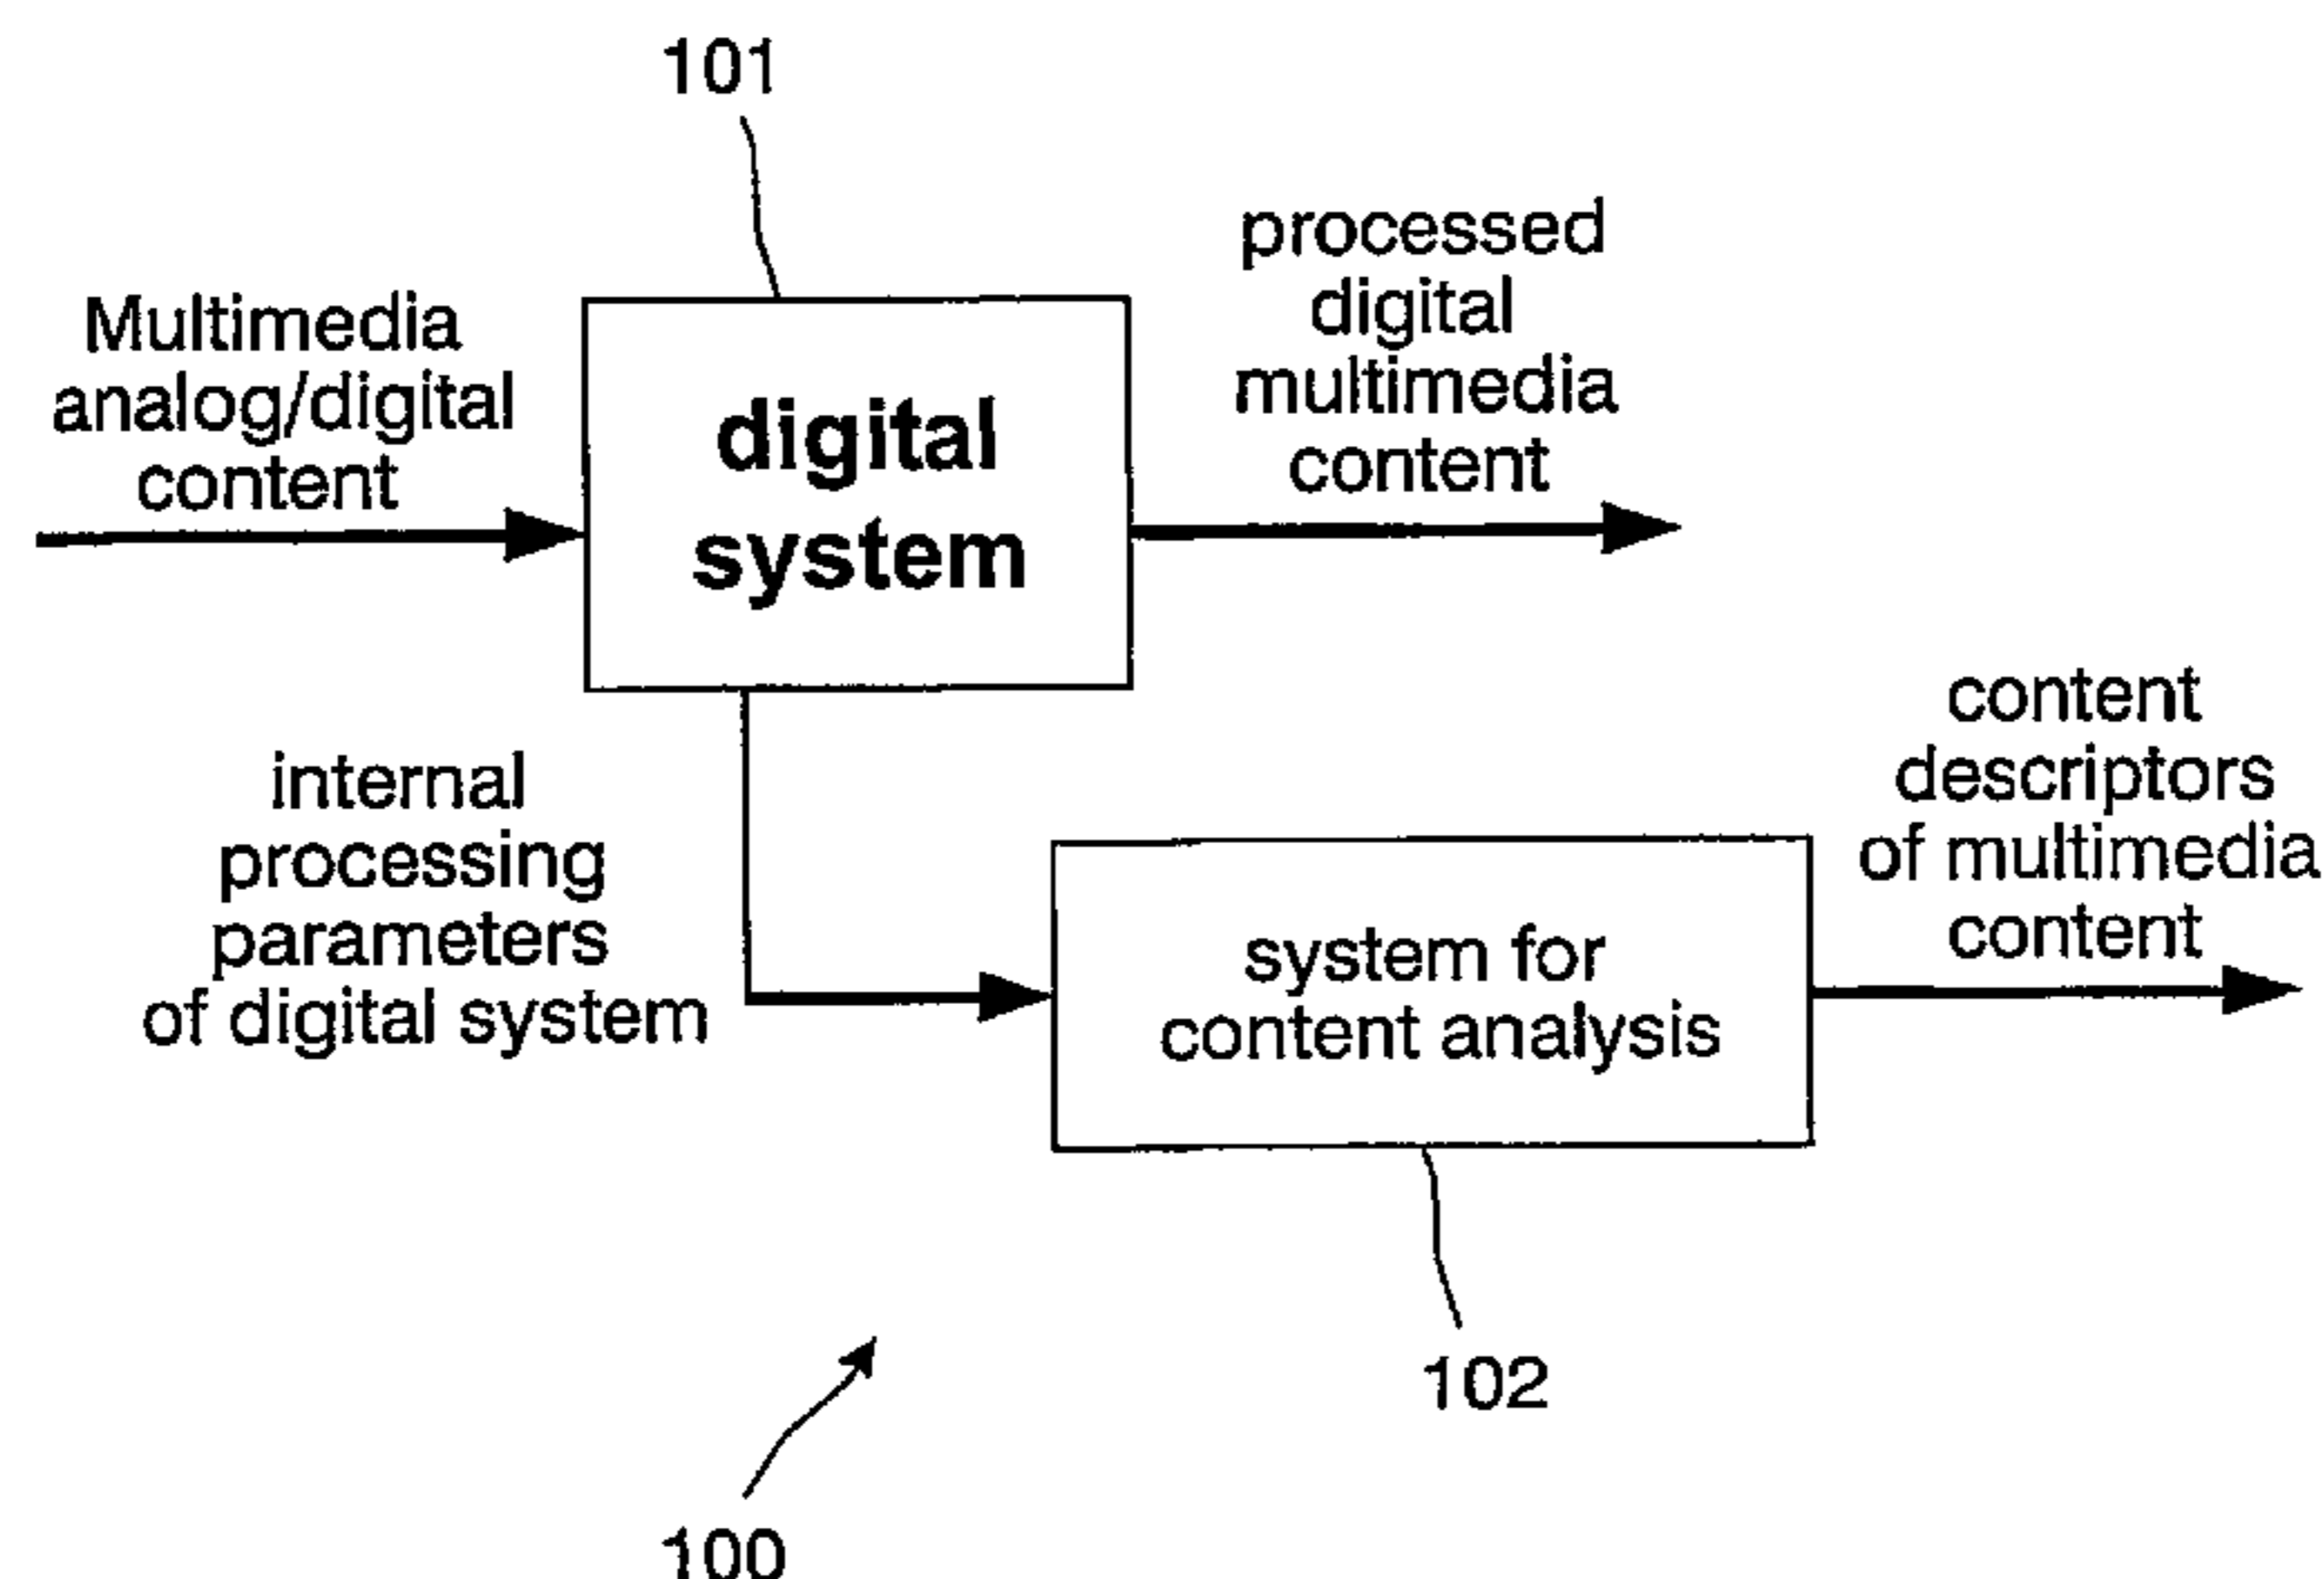 101
Multimedia
analog/digital
content
digital
system
processed
digital
multimedia
content
internal
processing
parameters
of digital system
system for
content analysis
content
descriptors
of multimedia
content
102
100